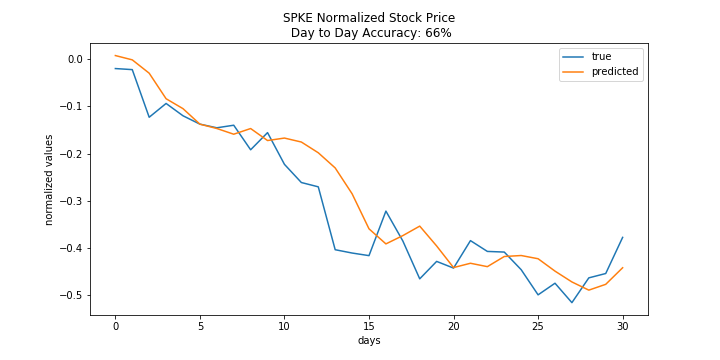 SPKE Normalized Stock Price
Day to Day Accuracy: 66%
true
predicted
0.0
−0.1
−0.2
−0.3
−0.4
−0.5
normalized values
0
5
10
15
20
25
30
days